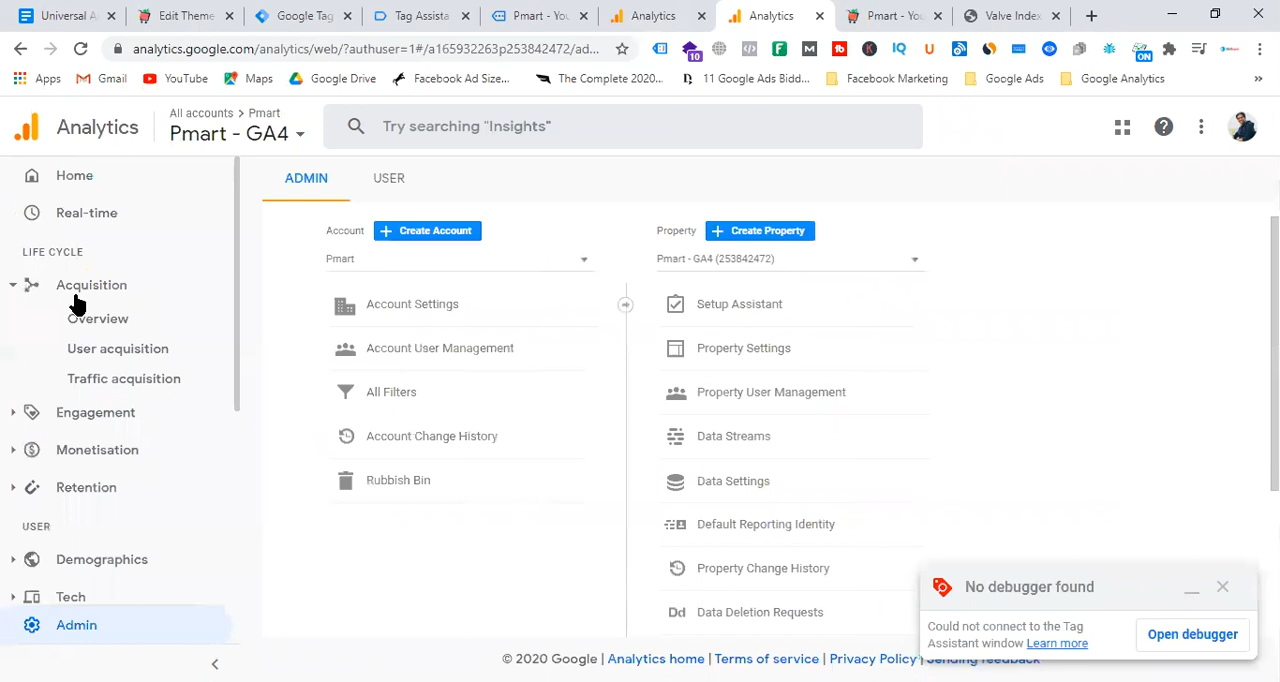 Universal A
Edit Theme
Google Tag
Tag Assista
Pmart - You
Analytics
Analytics
Pmart - You
Valve Index
analytics.google.com/analytics/web/?authuser=1#/a165932263p253842472/ad...
10
ON
Apps
Gmail
YouTube
Maps
Google Drive
Facebook Ad Size...
The Complete 2020...
11 Google Ads Bidd...
Facebook Marketing
Google Ads
Google Analytics
»
Analytics
All accounts > Pmart
Pmart - GA4
Try searching “Insights”
Home
Real-time
LIFE CYCLE
Acquisition
Overview
User acquisition
Traffic acquisition
Engagement
Monetisation
Retention
USER
Demographics
Tech
Admin
ADMIN
USER
Account
Create Account
Pmart
Account Settings
Account User Management
All Filters
Account Change History
Rubbish Bin
Property
Create Property
Pmart - GA4 (253842472)
Setup Assistant
Property Settings
Property User Management
Data Streams
Data Settings
Default Reporting Identity
Property Change History
Dd Data Deletion Requests
No debugger found
Could not connect to the Tag
Assistant window Learn more
Open debugger
© 2020 Google | Analytics home | Terms of service | Privacy Policy | Sending feedback